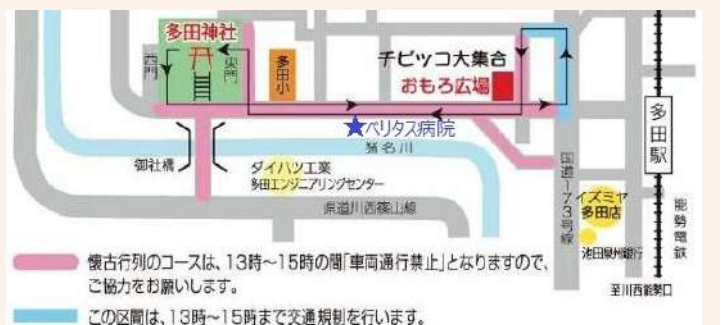 多田神社
西門
東門
多田小
チビッコ大集合
おもろ広場
★ベリタス病院
御社橋
猪名川
ダイハツ工業
多田エンジニアリングセンター
県道川西篠山線
国道173号線
イズミヤ
多田店
池田泉州銀行
多田駅
能勢電鉄
至川西能勢口
懐古行列のコースは、13時~15時の間「車両通行禁止」となりますので、
ご協力をお願いします。
この区間は、13時~15時まで交通規制を行います。